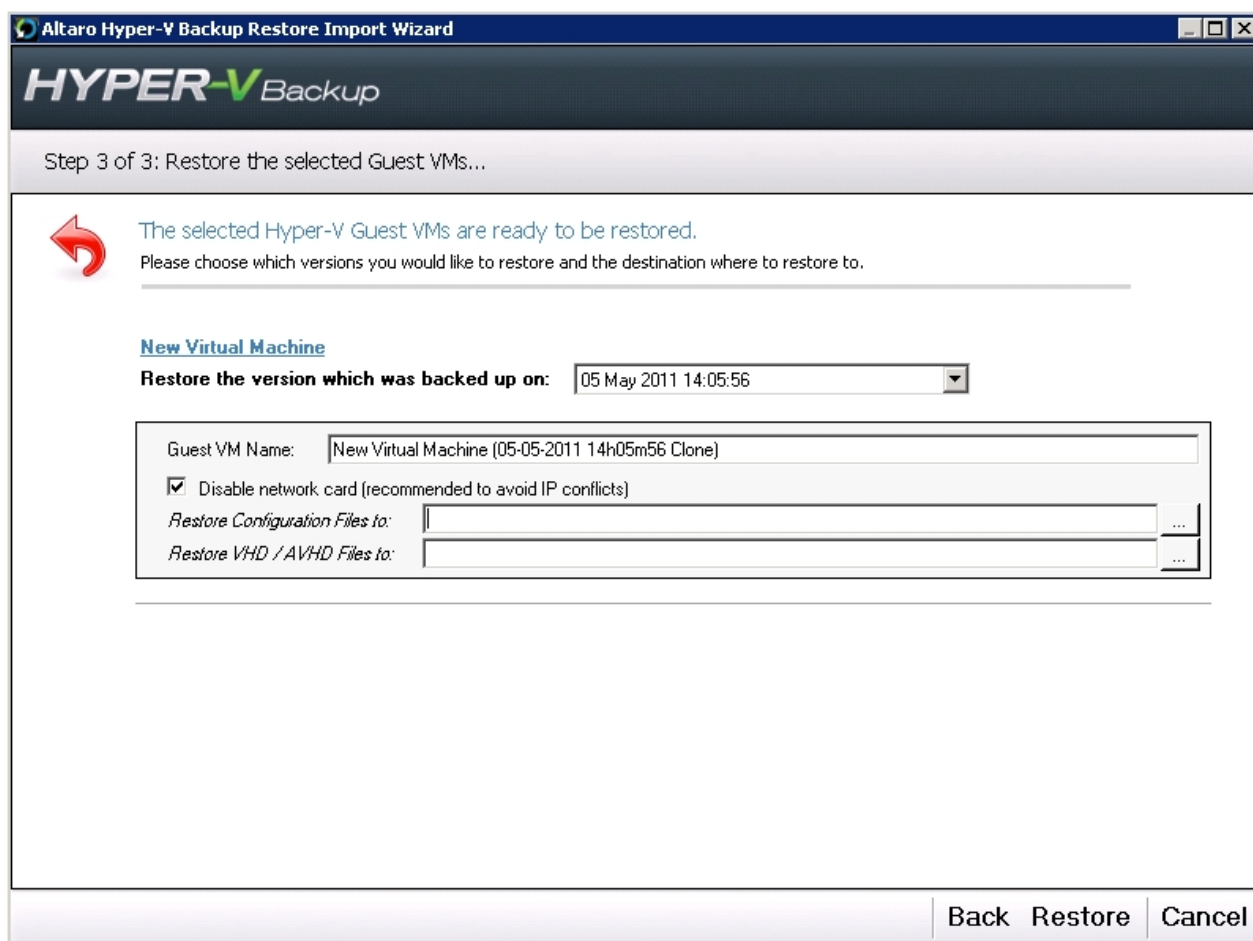 Altaro Hyper-V Backup Restore Import Wizard
HYPER-V Backup
Step 3 of 3: Restore the selected Guest VMs...
The selected Hyper-V Guest VMs are ready to be restored.
Please choose which versions you would like to restore and the destination where to restore to.
New Virtual Machine
Restore the version which was backed up on: 05 May 2011 14:05:56
Guest VM Name: New Virtual Machine (05-05-2011 14h05m56 Clone)
Disable network card (recommended to avoid IP conflicts)
Restore Configuration Files to: ...
Restore VHD / AVHD Files to: ...
Back Restore Cancel